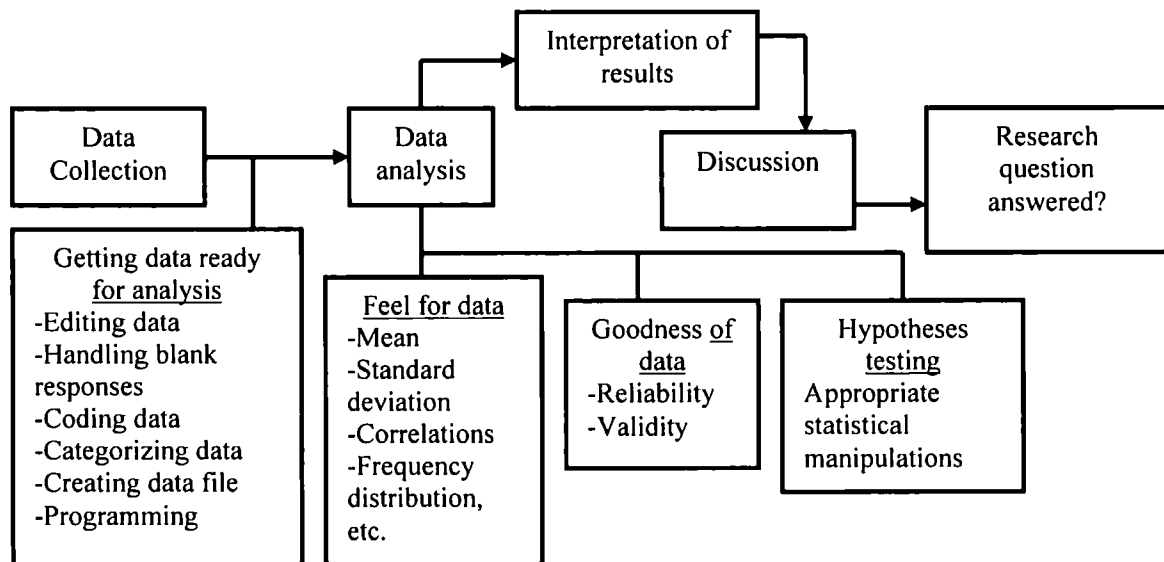 Interpretation of
results
Data
Collection
Data
analysis
Discussion
Research
question
answered?
Getting data ready
for analysis
-Editing data
-Handling blank
responses
-Coding data
-Categorizing data
-Creating data file
-Programming
Feel for data
-Mean
-Standard
deviation
-Correlations
-Frequency
distribution,
etc.
Goodness of
data
-Reliability
-Validity
Hypotheses
testing
Appropriate
statistical
manipulations